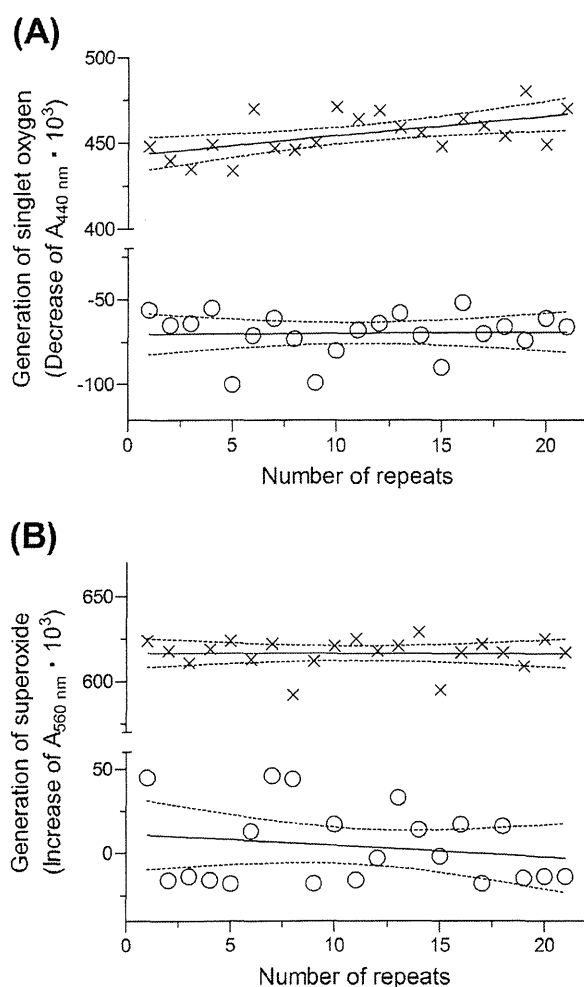 (A)
Generation of singlet oxygen
(Decrease of A440 nm · 10³)
500
450
400
-50
-100
0
5
10
15
20
Number of repeats
(B)
Generation of superoxide
(Increase of A560 nm · 10³)
650
600
50
0
0
5
10
15
20
Number of repeats